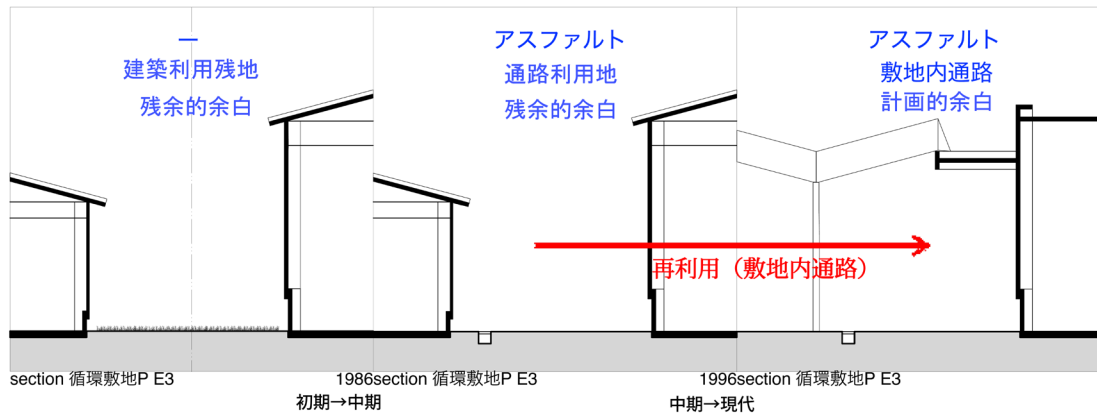 ー
建築利用残地
残余的余白
アスファルト
通路利用地
残余的余白
アスファルト
敷地内通路
計画的余白
再利用（敷地内通路）
section 循環敷地P E3
1986section 循環敷地P E3
1996section 循環敷地P E3
初期→中期
中期→現代